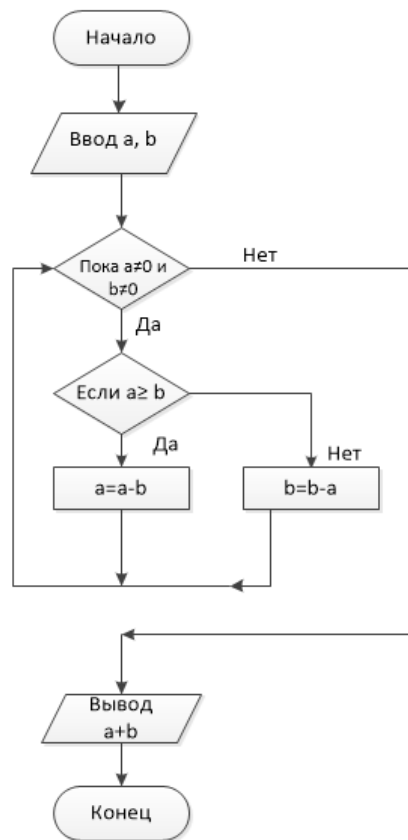 Начало
Ввод a, b
Пока a≠0 и
b≠0
Нет
Да
Если a≥ b
Да
Нет
a=a-b
b=b-a
Вывод
a+b
Конец